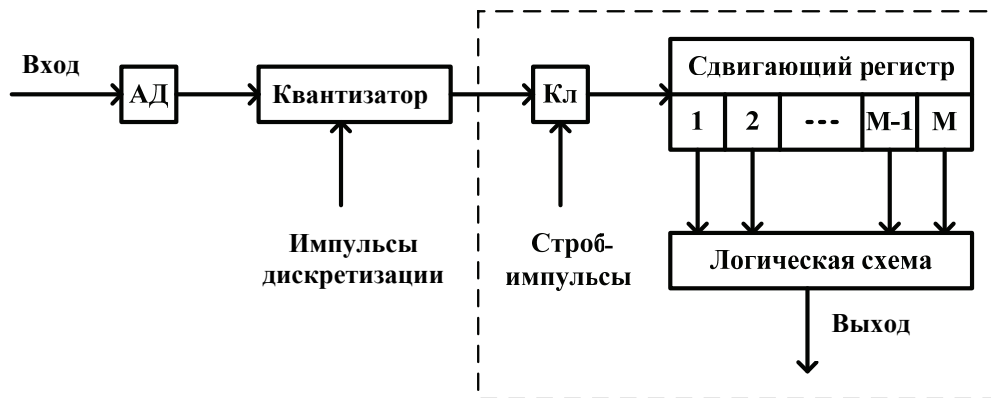 Вход
АД
Квантизатор
Кл
Сдвигающий регистр
1 2 --- М-1 М
Импульсы
дискретизации
Строб-
импульсы
Логическая схема
Выход